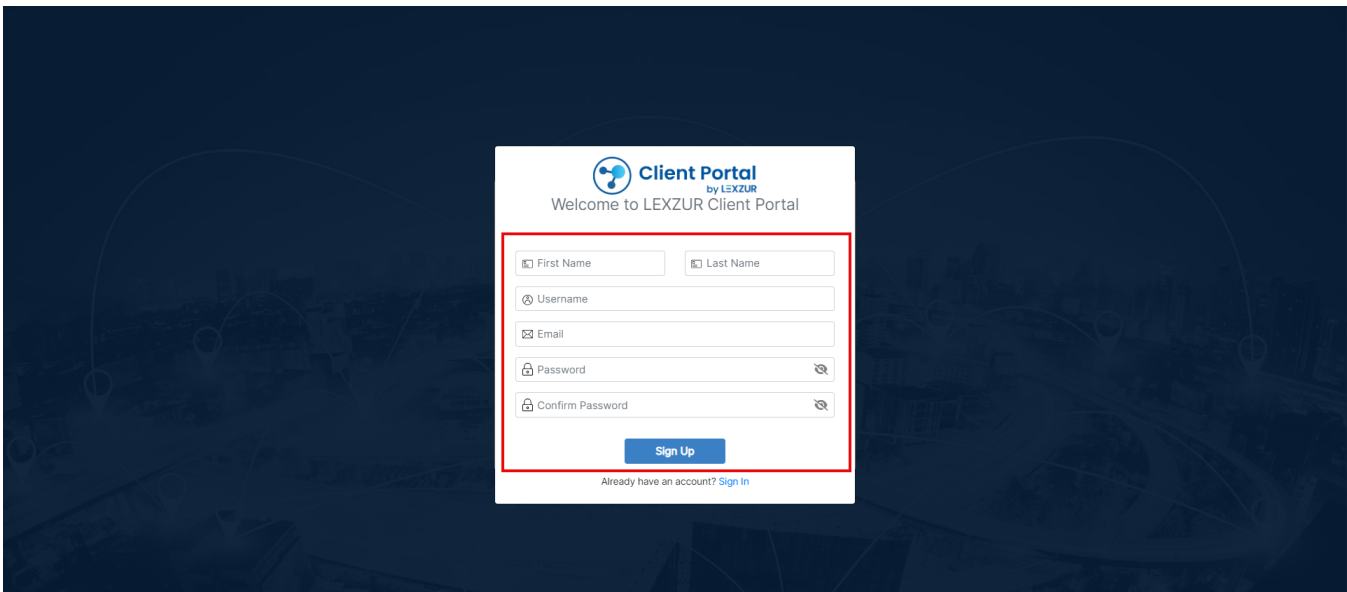 Client Portal
by LEXZUR
Welcome to LEXZUR Client Portal
First Name
Last Name
Username
Email
Password
Confirm Password
Sign Up
Already have an account? Sign In